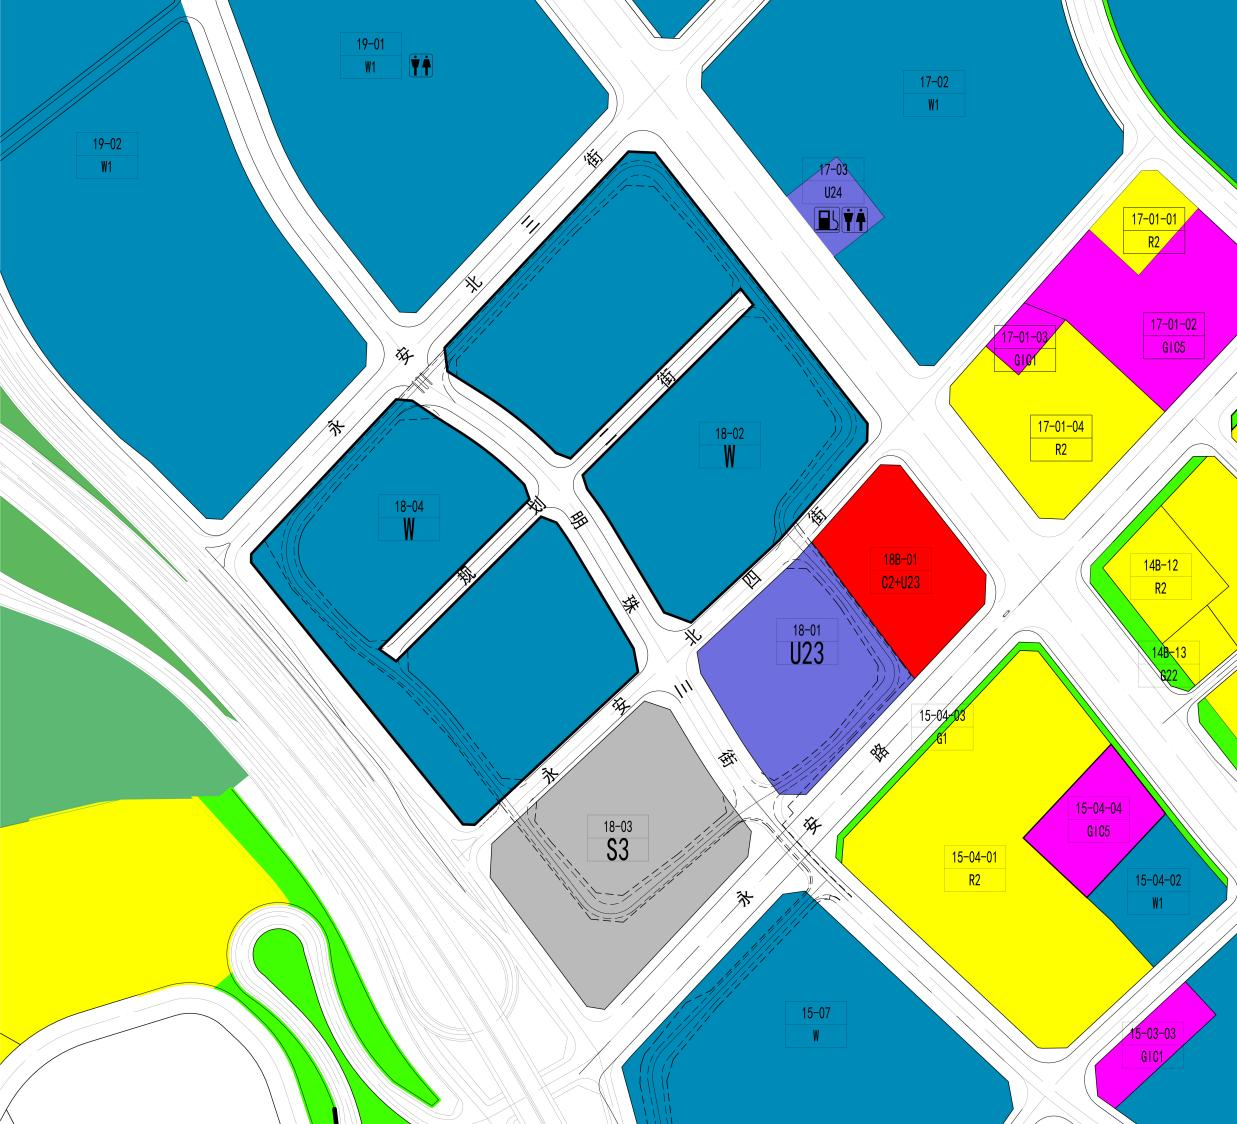 19-01
W1
17-02
W1
19-02
W1
17-03
U24
17-01-01
R2
17-01-02
GIC5
17-01-03
GIC1
17-01-04
R2
18-02
W
18-04
W
永安北三街
规划一街
明珠三街
永安北四街
永安路
18B-01
C2+U23
14B-12
R2
18-01
U23
14B-13
G22
15-04-03
G1
18-03
S3
15-04-04
GIC5
15-04-01
R2
15-04-02
W1
15-07
W
15-03-03
GIC1